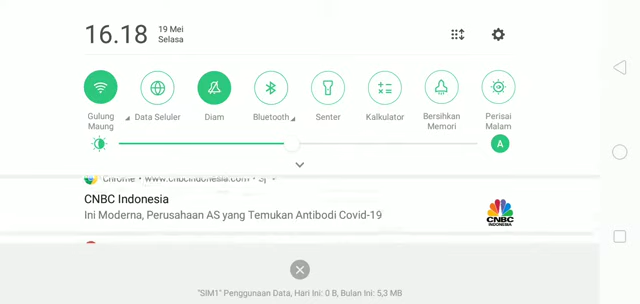 16.18
19 Mei
Selasa
Gulung
Maung
Data Seluler
Diam
Bluetooth
Senter
Kalkulator
Bersihkan
Memori
Perisai
Malam
A
Chrome • www.cnbcindonesia.com •
CNBC Indonesia
Ini Moderna, Perusahaan AS yang Temukan Antibodi Covid-19
CNBC
INDONESIA
"SIM1" Penggunaan Data, Hari Ini: 0 B, Bulan Ini: 5,3 MB